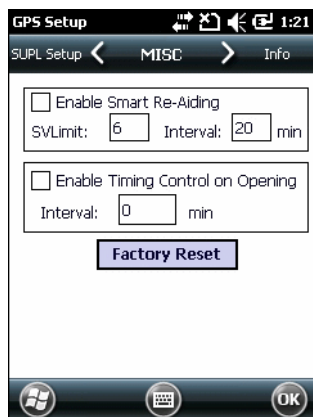 GPS Setup 1:21
SUPL Setup MISC Info
Enable Smart Re-Aiding
SVLimit: 6 Interval: 20 min
Enable Timing Control on Opening
Interval: 0 min
Factory Reset
OK